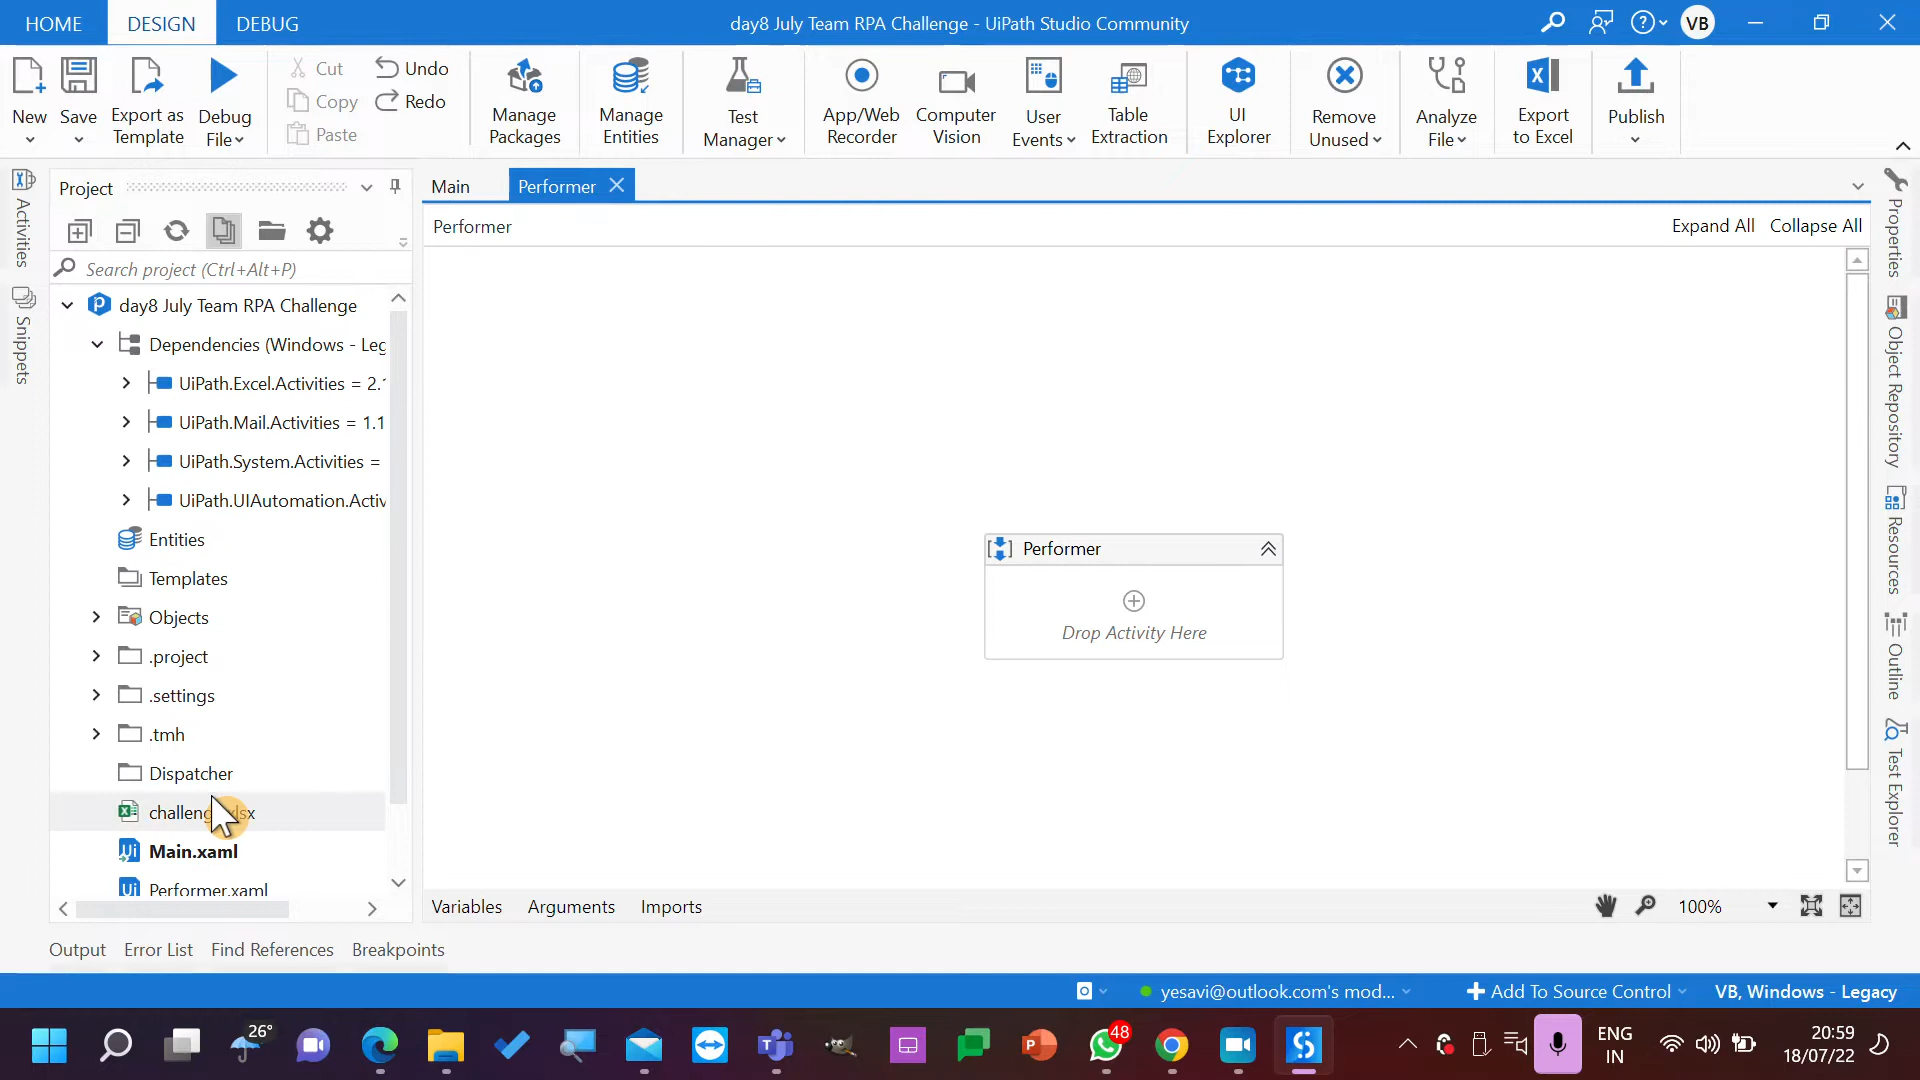 HOME DESIGN DEBUG
day8 July Team RPA Challenge - UiPath Studio Community
VB
New
Save
Export as Template
Debug File
Cut
Copy
Paste
Undo
Redo
Manage Packages
Manage Entities
Test Manager
App/Web Recorder
Computer Vision
User Events
Table Extraction
UI Explorer
Remove Unused
Analyze File
Export to Excel
Publish
Activities
Snippets
Project
Search project (Ctrl+Alt+P)
day8 July Team RPA Challenge
Dependencies (Windows - Leg
UiPath.Excel.Activities = 2.
UiPath.Mail.Activities = 1.1
UiPath.System.Activities =
UiPath.UIAutomation.Activ
Entities
Templates
Objects
.project
.settings
.tmh
Dispatcher
Main.xaml
Performer.xaml
Main Performer
Performer
Expand All Collapse All
Performer
Drop Activity Here
Variables Arguments Imports
100%
Properties
Object Repository
Resources
Outline
Test Explorer
Output Error List Find References Breakpoints
yesavi@outlook.com's mod...
Add To Source Control
VB, Windows - Legacy
26°
48
ENG
IN
20:59
18/07/22